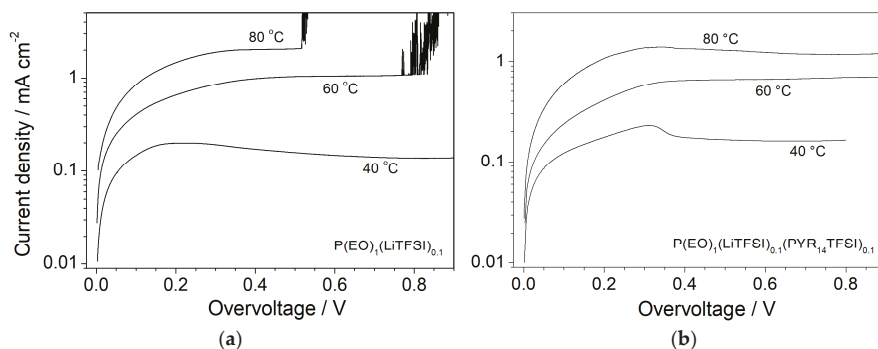 Current density / mA cm⁻²
1
0.1
0.01
80 °C
60 °C
40 °C
P(EO)₁(LiTFSI)₀.₁
0.0 0.2 0.4 0.6 0.8
Overvoltage / V
(a)
1
0.1
0.01
80 °C
60 °C
40 °C
P(EO)₁(LiTFSI)₀.₁(PYR₁₄TFSI)₀.₁
0.0 0.2 0.4 0.6 0.8
Overvoltage / V
(b)